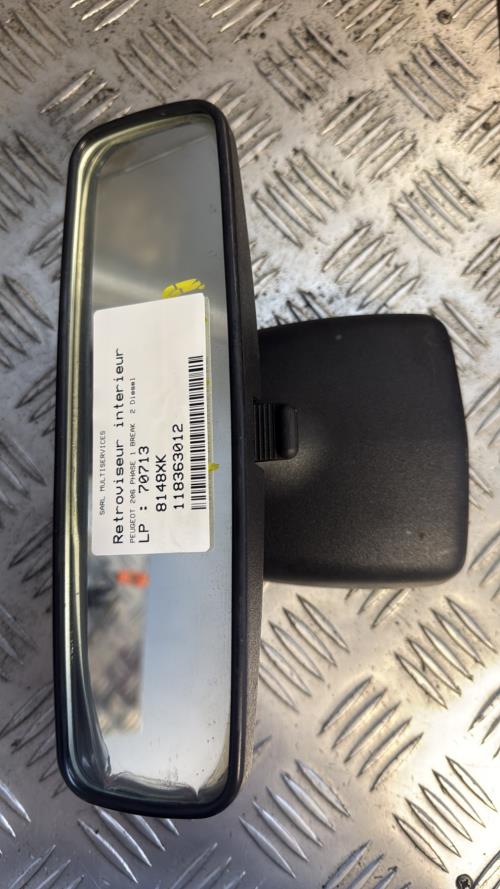 SARL MULTISERVICES
Retroviseur interieur
PEUGEOT 206 PHASE 1 BREAK 2 Diesel
LP : 70713
8148XK
118363012